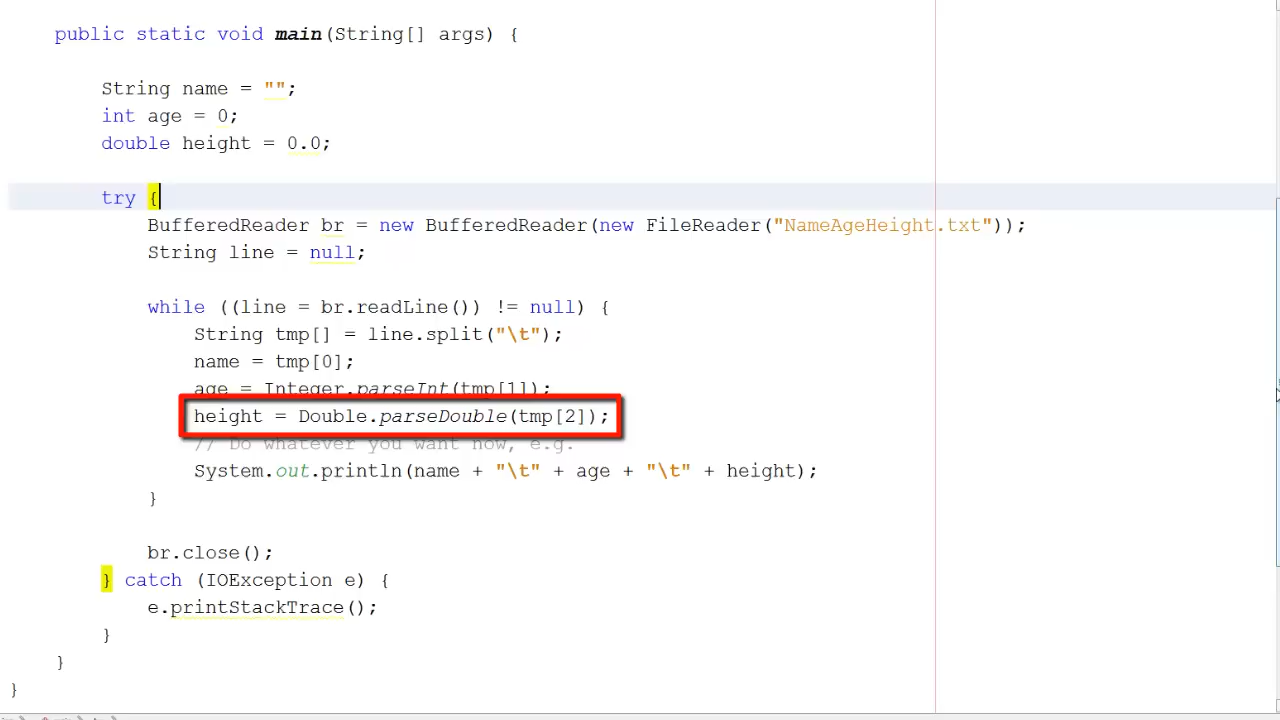 public static void main(String[] args) {
String name = "";
int age = 0;
double height = 0.0;
try {
BufferedReader br = new BufferedReader(new FileReader("NameAgeHeight.txt"));
String line = null;
while ((line = br.readLine()) != null) {
String tmp[] = line.split("\t");
name = tmp[0];
age = Integer.parseInt(tmp[1]);
height = Double.parseDouble(tmp[2]);
// Do whatever you want now, e.g.
System.out.println(name + "\t" + age + "\t" + height);
}
br.close();
} catch (IOException e) {
e.printStackTrace();
}
}
}